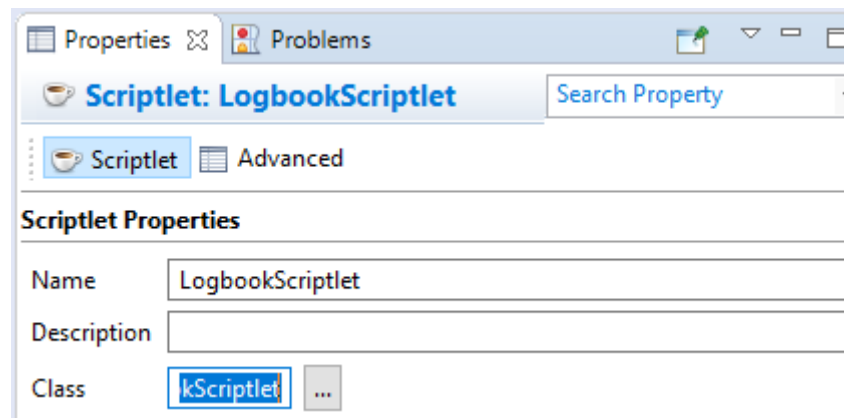 Properties Problems
Scriptlet: LogbookScriptlet Search Property
Scriptlet Advanced
Scriptlet Properties
Name LogbookScriptlet
Description
Class kScriptlet ...